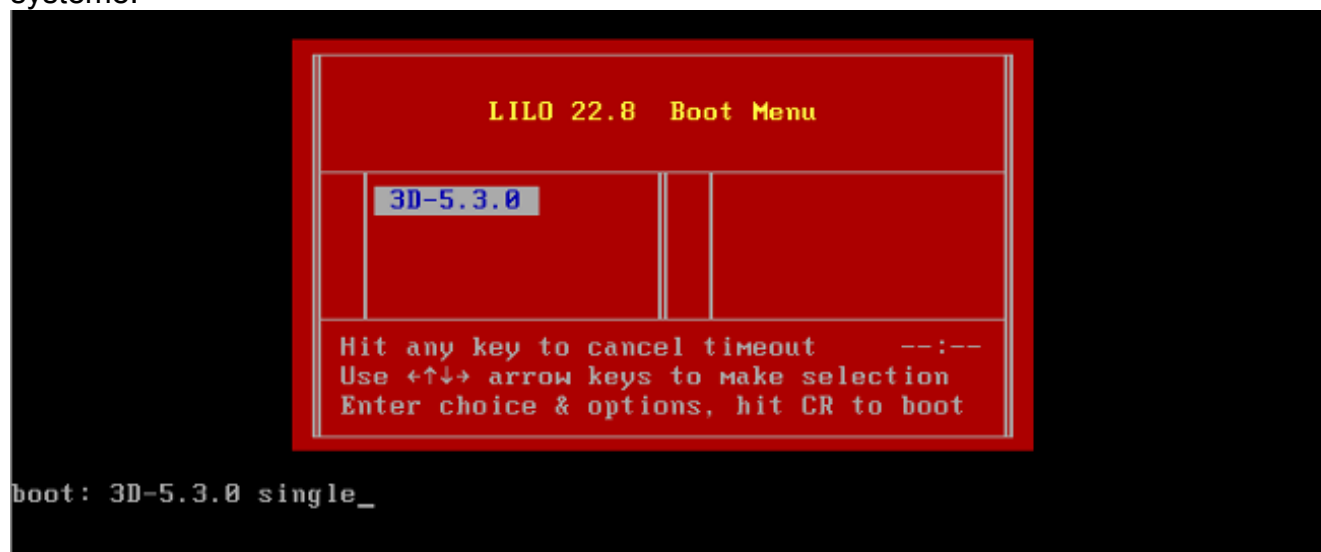 LILO 22.8 Boot Menu
3D-5.3.0
Hit any key to cancel timeout --:--
Use ←↑↓→ arrow keys to make selection
Enter choice & options, hit CR to boot
boot: 3D-5.3.0 single_